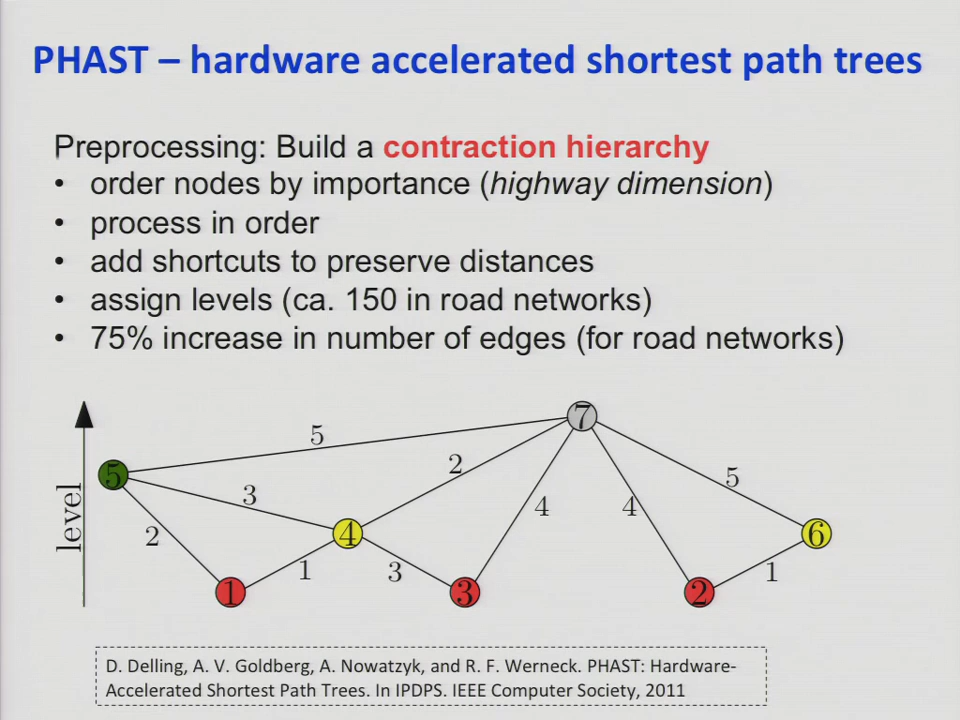 PHAST – hardware accelerated shortest path trees
Preprocessing: Build a contraction hierarchy
• order nodes by importance (highway dimension)
• process in order
• add shortcuts to preserve distances
• assign levels (ca. 150 in road networks)
• 75% increase in number of edges (for road networks)
level
5
7
5
2
5
3
4
4
2
4
6
1
3
1
1
3
2
D. Delling, A. V. Goldberg, A. Nowatzyk, and R. F. Werneck. PHAST: Hardware-
Accelerated Shortest Path Trees. In IPDPS. IEEE Computer Society, 2011